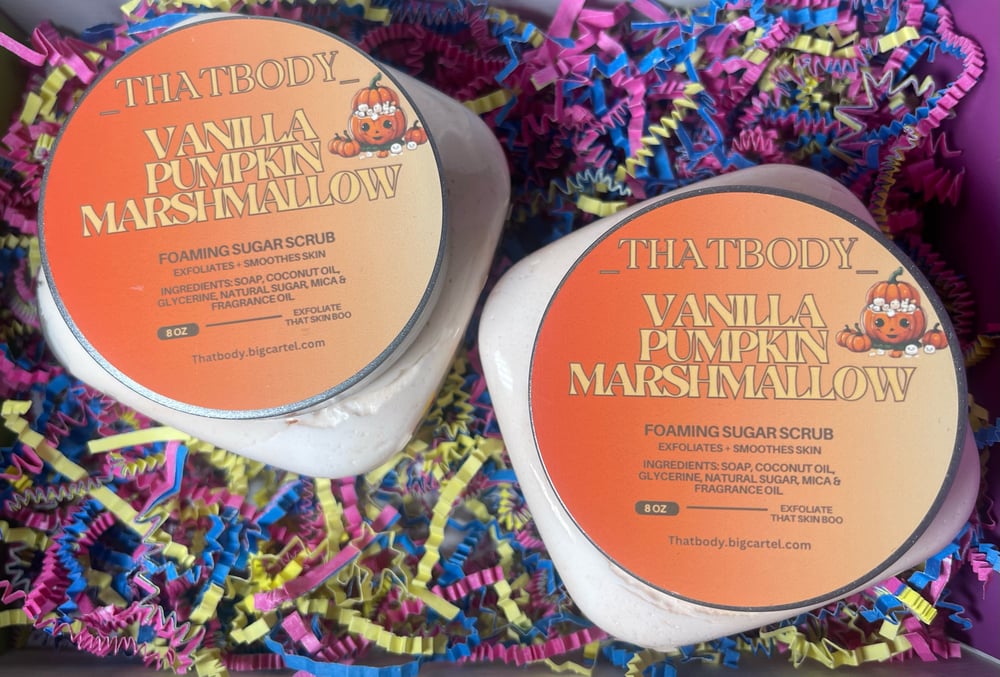 _THATBODY_
VANILLA
PUMPKIN
MARSHMALLOW
FOAMING SUGAR SCRUB
EXFOLIATES + SMOOTHES SKIN
INGREDIENTS: SOAP, COCONUT OIL,
GLYCERINE, NATURAL SUGAR, MICA &
FRAGRANCE OIL
8 OZ
EXFOLIATE
THAT SKIN BOO
Thatbody.bigcartel.com
_THATBODY_
VANILLA
PUMPKIN
MARSHMALLOW
FOAMING SUGAR SCRUB
EXFOLIATES + SMOOTHES SKIN
INGREDIENTS: SOAP, COCONUT OIL,
GLYCERINE, NATURAL SUGAR, MICA &
FRAGRANCE OIL
8 OZ
EXFOLIATE
THAT SKIN BOO
Thatbody.bigcartel.com